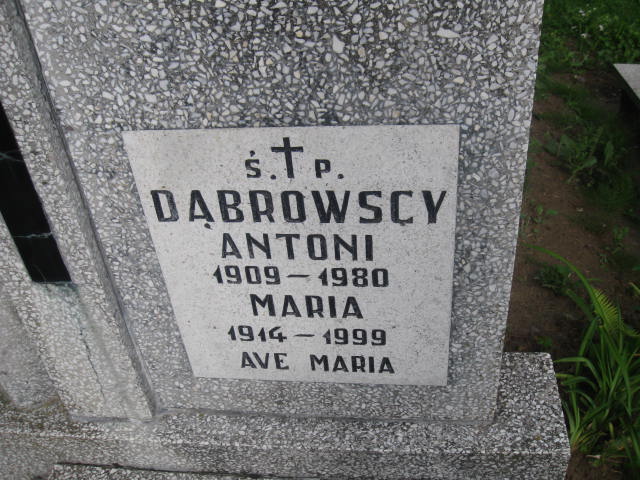 Ś. † P.
DĄBROWSCY
ANTONI
1909 – 1980
MARIA
1914 – 1999
AVE MARIA